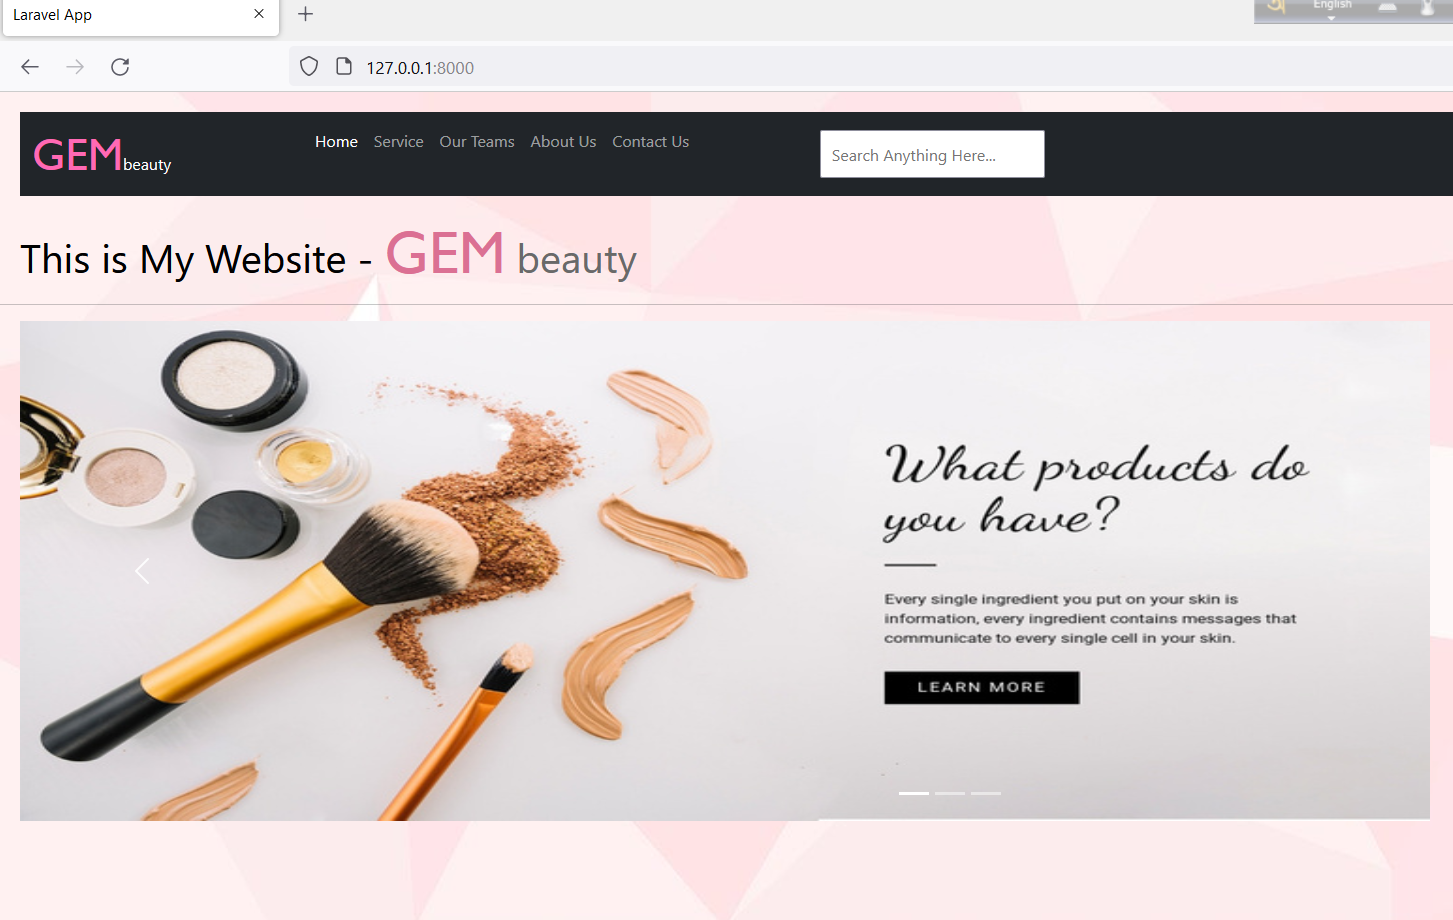 Laravel App
অ English
127.0.0.1:8000
GEMbeauty Home Service Our Teams About Us Contact Us Search Anything Here...
This is My Website - GEM beauty
What products do
you have?
Every single ingredient you put on your skin is
information, every ingredient contains messages that
communicate to every single cell in your skin.
LEARN MORE